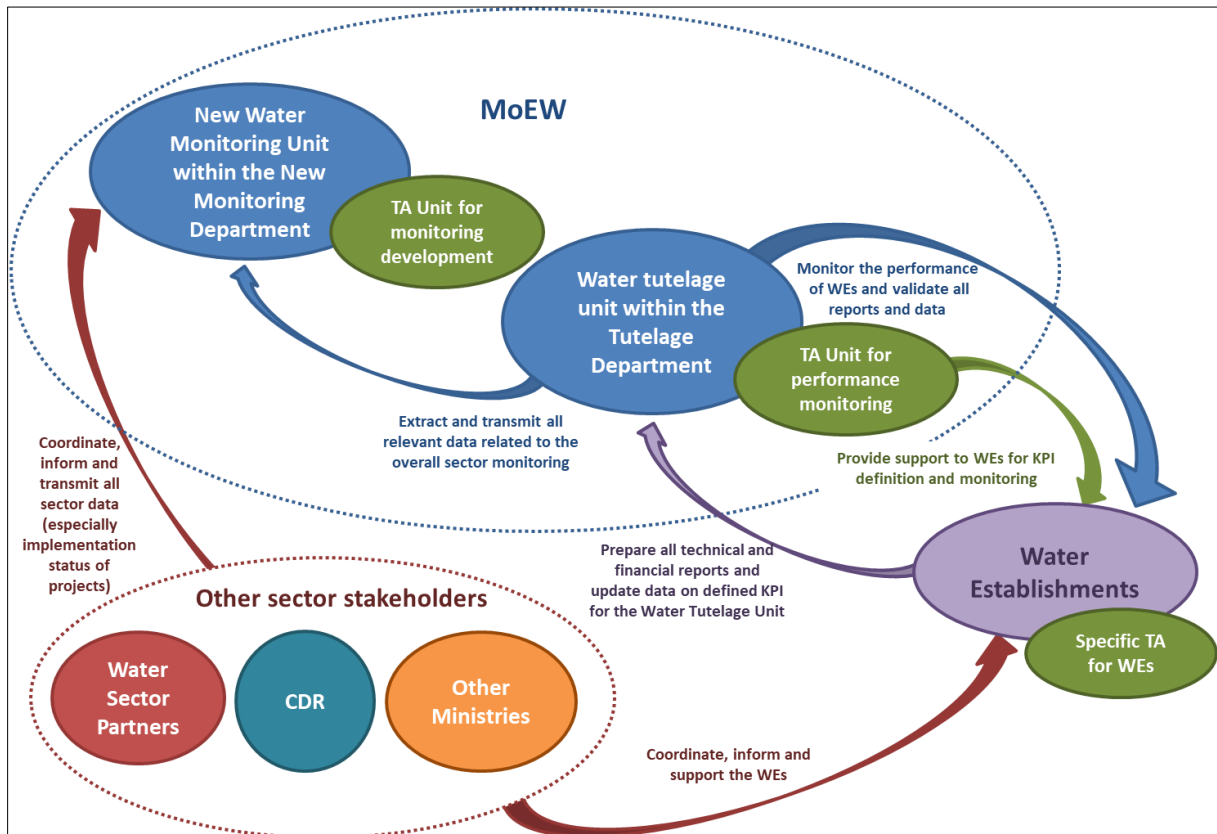 MoEW
New Water
Monitoring Unit
within the New
Monitoring
Department
TA Unit for
monitoring
development
Water tutelage
unit within the
Tutelage
Department
Monitor the performance
of WEs and validate all
reports and data
TA Unit for
performance
monitoring
Extract and transmit all
relevant data related to the
overall sector monitoring
Provide support to WEs for KPI
definition and monitoring
Coordinate,
inform and
transmit all
sector data
(especially
implementation
status of
projects)
Prepare all technical and
financial reports and
update data on defined KPI
for the Water Tutelage Unit
Water
Establishments
Specific TA
for WEs
Other sector stakeholders
Water
Sector
Partners
CDR
Other
Ministries
Coordinate, inform and
support the WEs